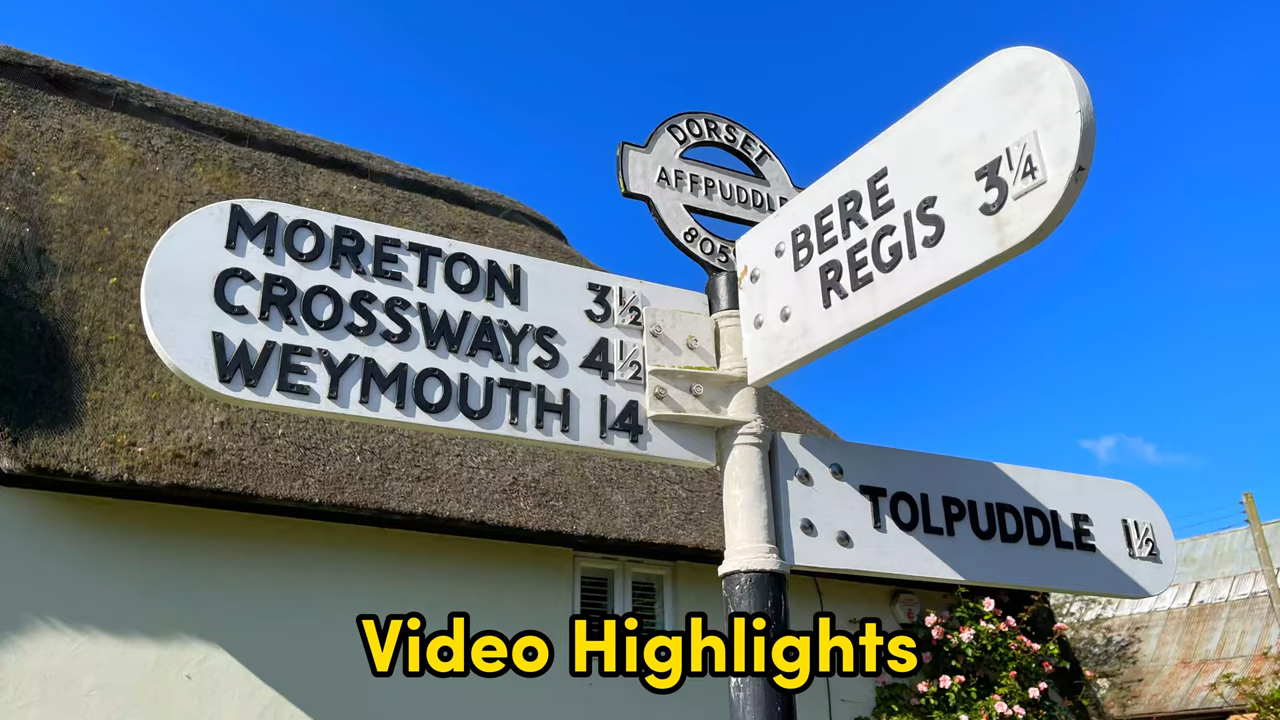 DORSET
AFFPUDDLE
MORETON 3½
CROSSWAYS 4½
WEYMOUTH 14
BERE
REGIS 3¼
TOLPUDDLE 1½
Video Highlights